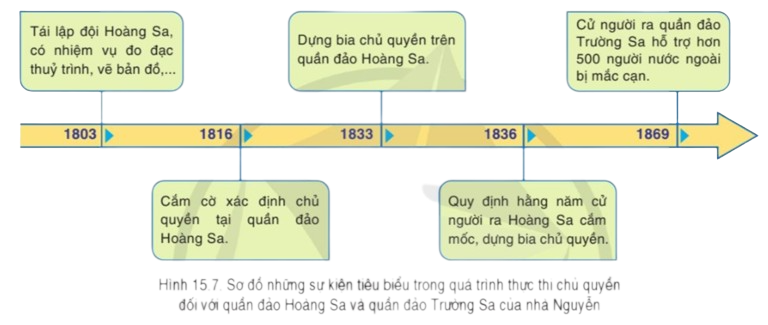 Tái lập đội Hoàng Sa,
có nhiệm vụ đo đạc
thuỷ trình, vẽ bản đồ,...
Dựng bia chủ quyền trên
quần đảo Hoàng Sa.
Cử người ra quần đảo
Trường Sa hỗ trợ hơn
500 người nước ngoài
bị mắc cạn.
1803
1816
1833
1836
1869
Cắm cờ xác định chủ
quyền tại quần đảo
Hoàng Sa.
Quy định hằng năm cử
người ra Hoàng Sa cắm
mốc, dựng bia chủ quyền.
Hình 15.7. Sơ đồ những sự kiện tiêu biểu trong quá trình thực thi chủ quyền
đối với quần đảo Hoàng Sa và quần đảo Trường Sa của nhà Nguyễn